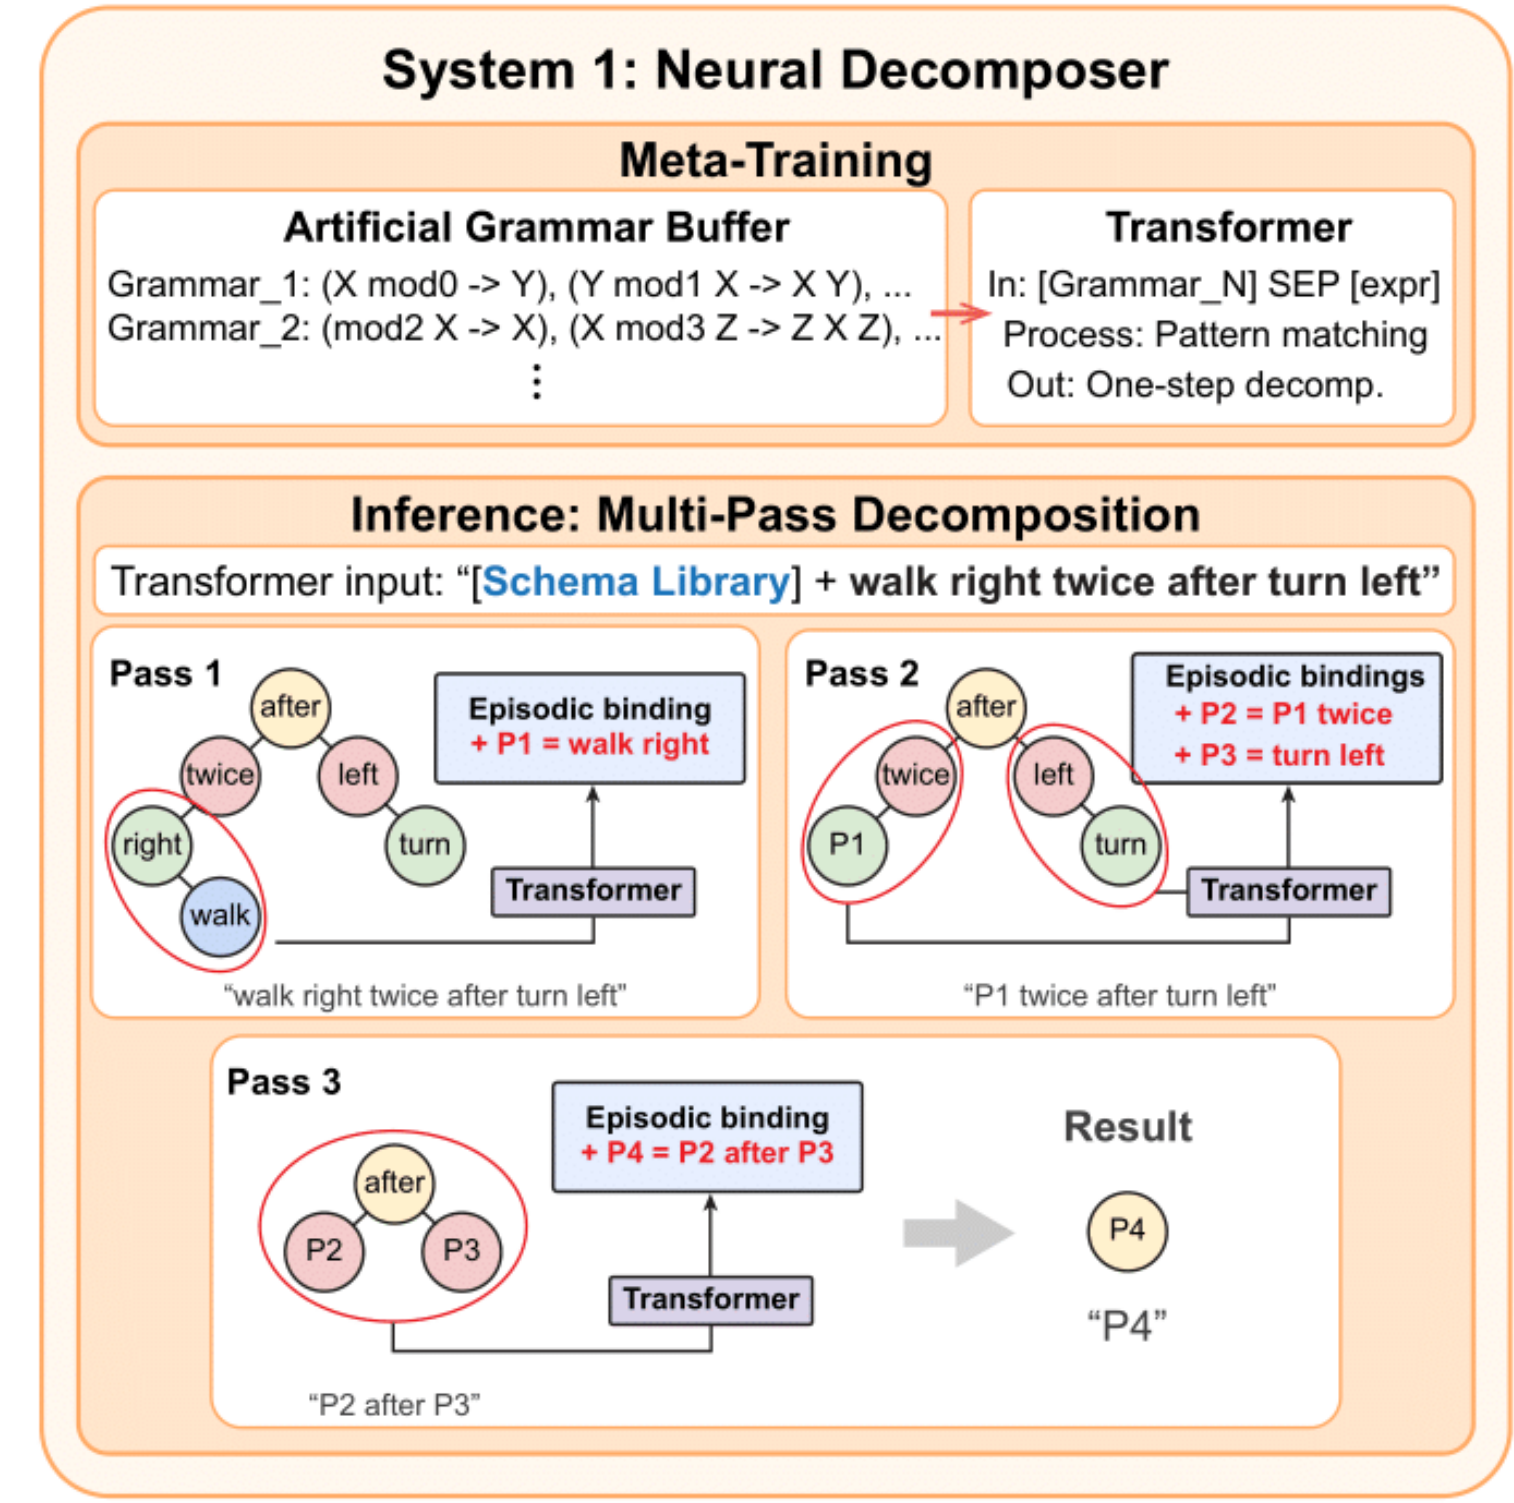 System 1: Neural Decomposer
Meta-Training
Artificial Grammar Buffer
Grammar_1: (X mod0 -> Y), (Y mod1 X -> X Y), ...
Grammar_2: (mod2 X -> X), (X mod3 Z -> Z X Z), ...
⋮
Transformer
In: [Grammar_N] SEP [expr]
Process: Pattern matching
Out: One-step decomp.
Inference: Multi-Pass Decomposition
Transformer input: “[Schema Library] + walk right twice after turn left”
Pass 1
after
twice
left
right
turn
walk
Episodic binding
+ P1 = walk right
Transformer
“walk right twice after turn left”
Pass 2
after
twice
left
P1
turn
Episodic bindings
+ P2 = P1 twice
+ P3 = turn left
Transformer
“P1 twice after turn left”
Pass 3
after
P2
P3
Episodic binding
+ P4 = P2 after P3
Transformer
“P2 after P3”
Result
P4
“P4”